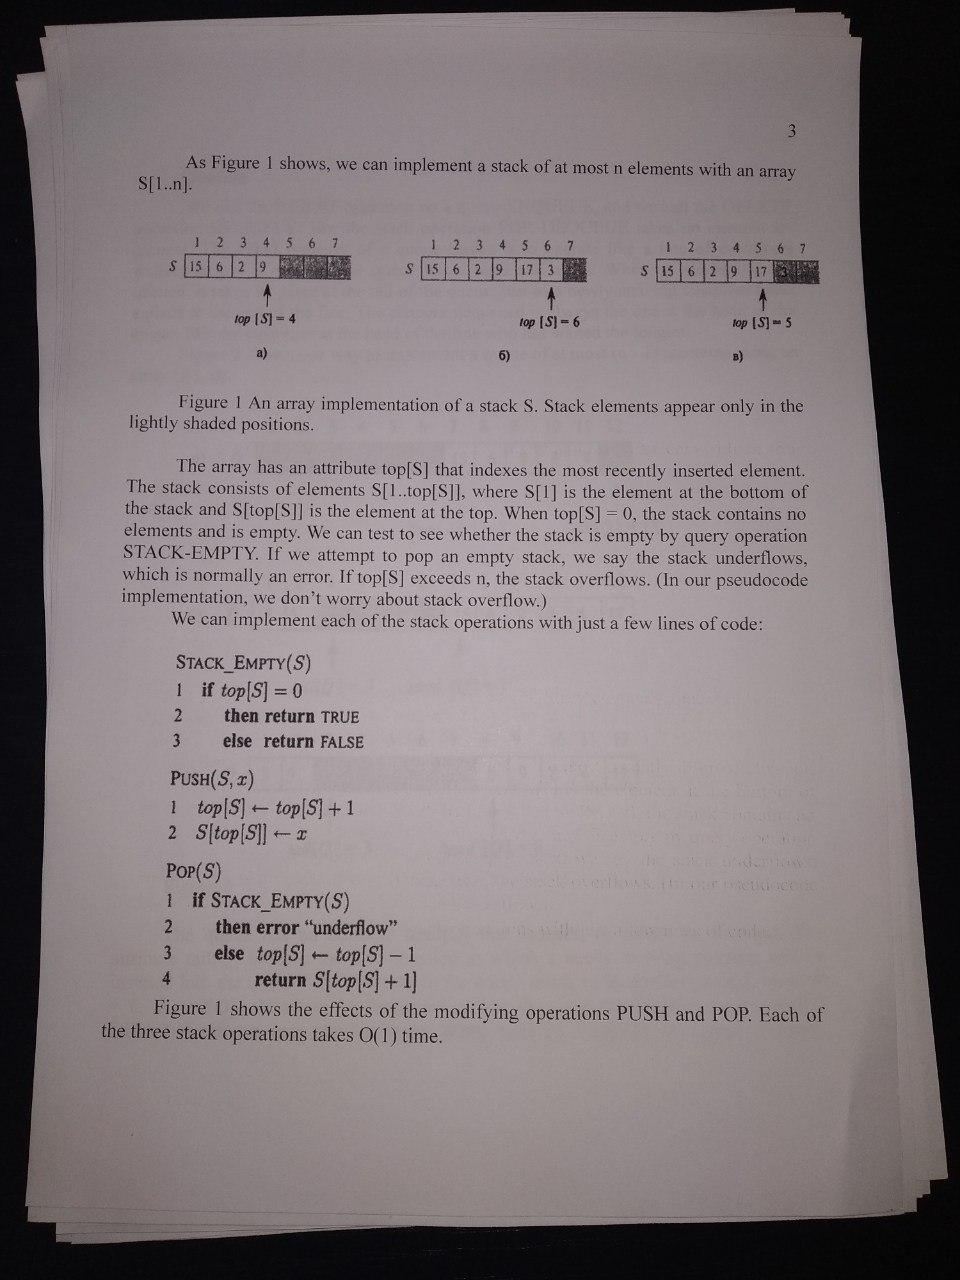 3
As Figure 1 shows, we can implement a stack of at most n elements with an array
S[1..n].
1 2 3 4 5 6 7
S 15 6 2 9
top [S] = 4
а)
1 2 3 4 5 6 7
S 15 6 2 9 17 3
top [S] = 6
б)
1 2 3 4 5 6 7
S 15 6 2 9 17 3
top [S] = 5
в)
Figure 1 An array implementation of a stack S. Stack elements appear only in the
lightly shaded positions.
The array has an attribute top[S] that indexes the most recently inserted element.
The stack consists of elements S[1..top[S]], where S[1] is the element at the bottom of
the stack and S[top[S]] is the element at the top. When top[S] = 0, the stack contains no
elements and is empty. We can test to see whether the stack is empty by query operation
STACK-EMPTY. If we attempt to pop an empty stack, we say the stack underflows,
which is normally an error. If top[S] exceeds n, the stack overflows. (In our pseudocode
implementation, we don’t worry about stack overflow.)
We can implement each of the stack operations with just a few lines of code:
STACK_EMPTY(S)
1 if top[S] = 0
2 then return TRUE
3 else return FALSE
PUSH(S, x)
1 top[S] ← top[S] + 1
2 S[top[S]] ← x
POP(S)
1 if STACK_EMPTY(S)
2 then error “underflow”
3 else top[S] ← top[S] − 1
4 return S[top[S] + 1]
Figure 1 shows the effects of the modifying operations PUSH and POP. Each of
the three stack operations takes O(1) time.